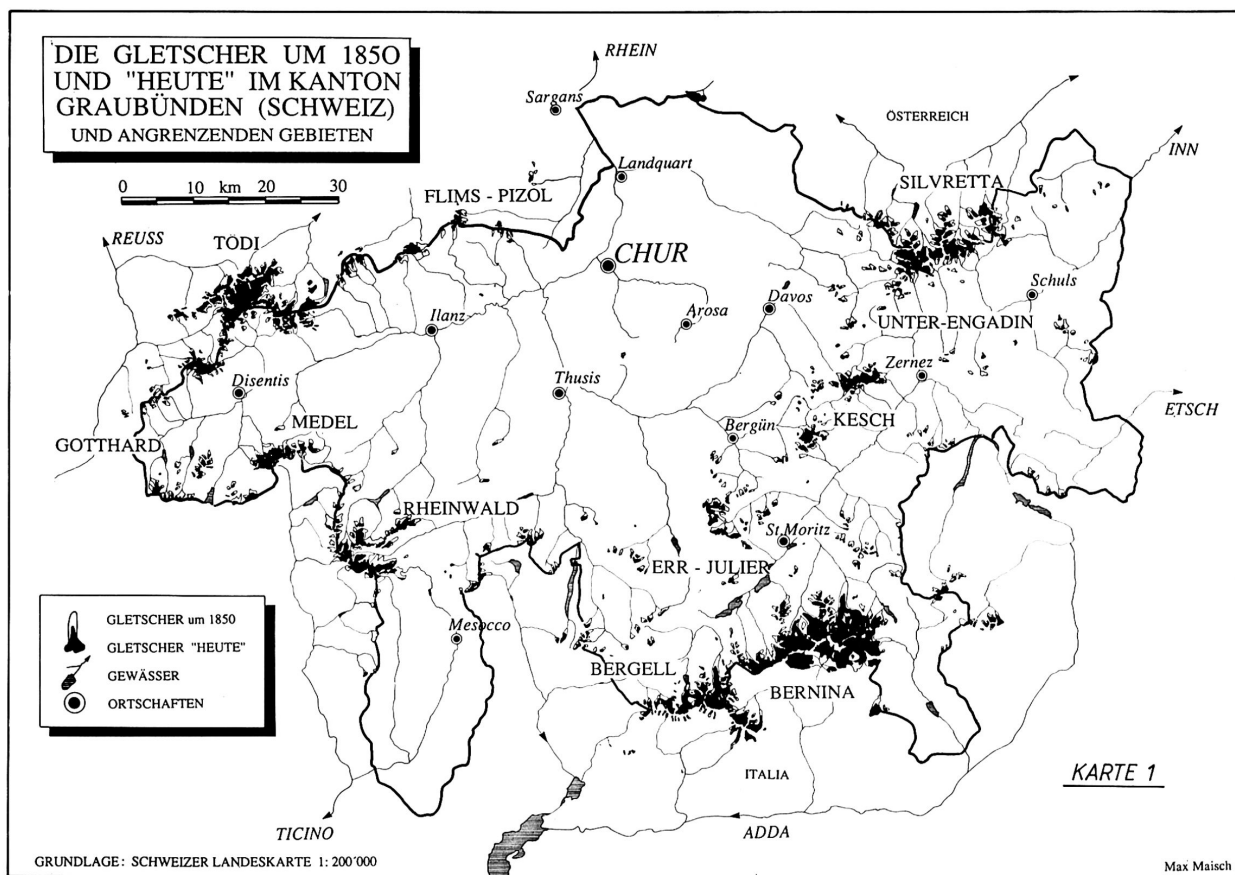 DIE GLETSCHER UM 1850
UND "HEUTE" IM KANTON
GRAUBÜNDEN (SCHWEIZ)
UND ANGRENZENDEN GEBIETEN
0 10 km 20 30
RHEIN
Sargans
ÖSTERREICH
INN
Landquart
SILVRETTA
FLIMS - PIZOL
REUSS
TÖDI
CHUR
Schuls
Davos
Arosa
Ilanz
UNTER-ENGADIN
Zernez
Disentis
Thusis
ETSCH
MEDEL
KESCH
Bergün
GOTTHARD
RHEINWALD
St.Moritz
ERR - JULIER
Mesocco
BERGELL
BERNINA
GLETSCHER um 1850
GLETSCHER "HEUTE"
GEWÄSSER
ORTSCHAFTEN
ITALIA
KARTE 1
TICINO
ADDA
GRUNDLAGE: SCHWEIZER LANDESKARTE 1: 200'000
Max Maisch